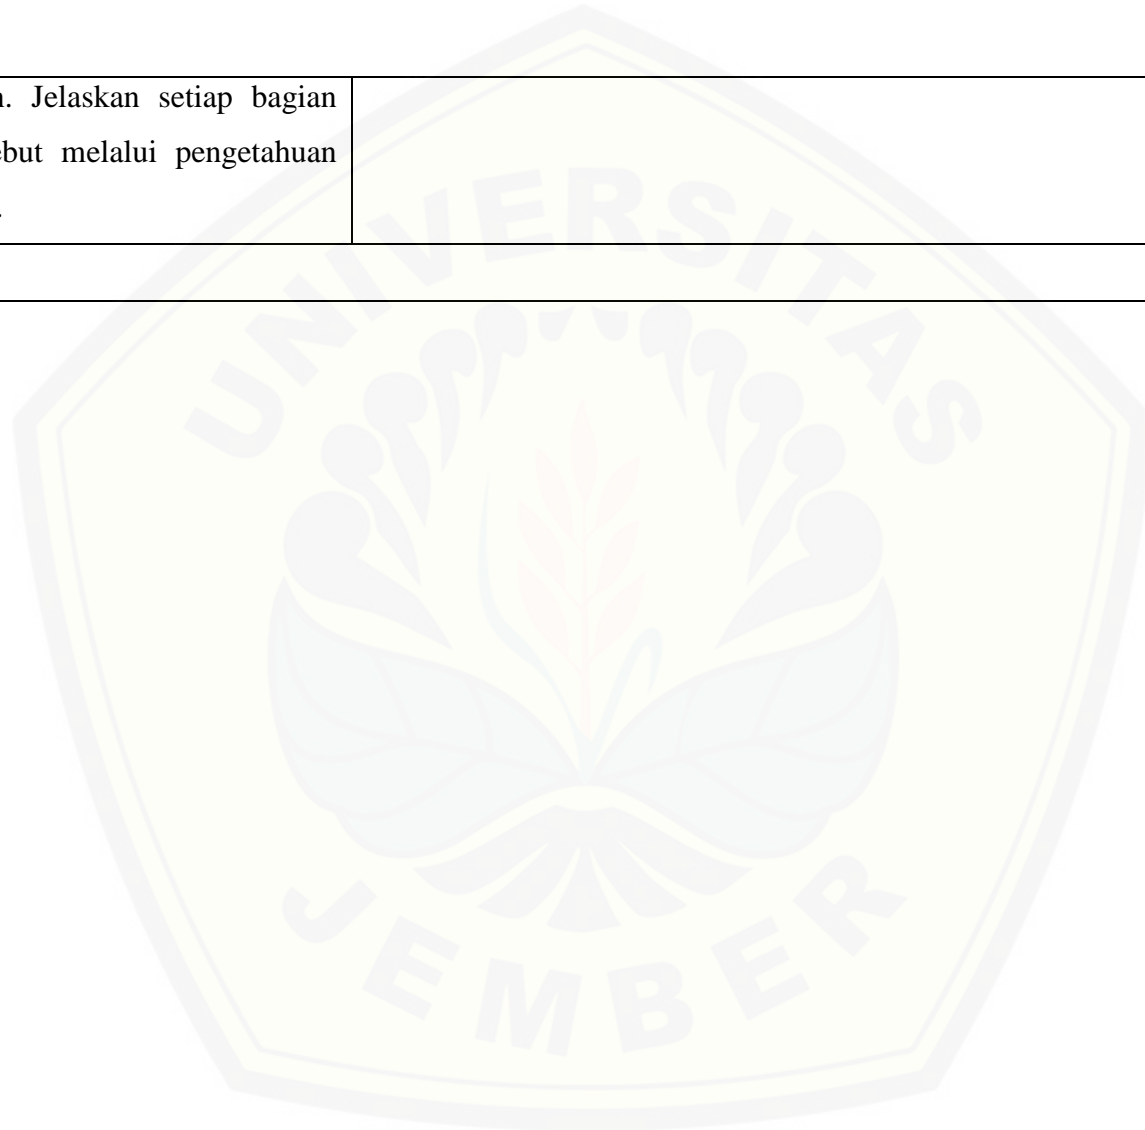 n. Jelaskan setiap bagian
ebut melalui pengetahuan
.
UNIVERSITAS
JEMBER